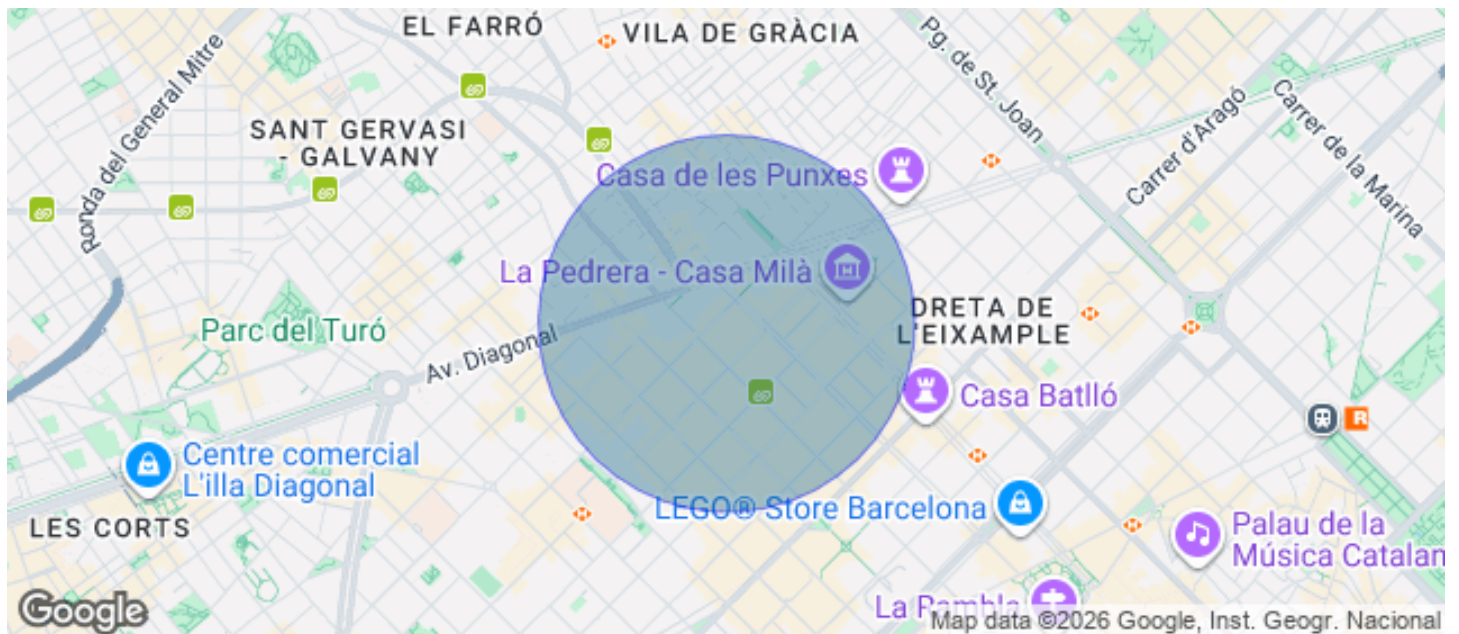 EL FARRÓ
VILA DE GRÀCIA
Pg. de St. Joan
Ronda del General Mitre
SANT GERVASI
- GALVANY
Carrer d'Aragó
Carrer de la Marina
Casa de les Punxes
La Pedrera - Casa Milà
DRETA DE
L'EIXAMPLE
Parc del Turó
Av. Diagonal
Casa Batlló
R
Centre comercial
L'illa Diagonal
LEGO® Store Barcelona
LES CORTS
Palau de la
Música Catalan
La Rambla
Google
Map data ©2026 Google, Inst. Geogr. Nacional